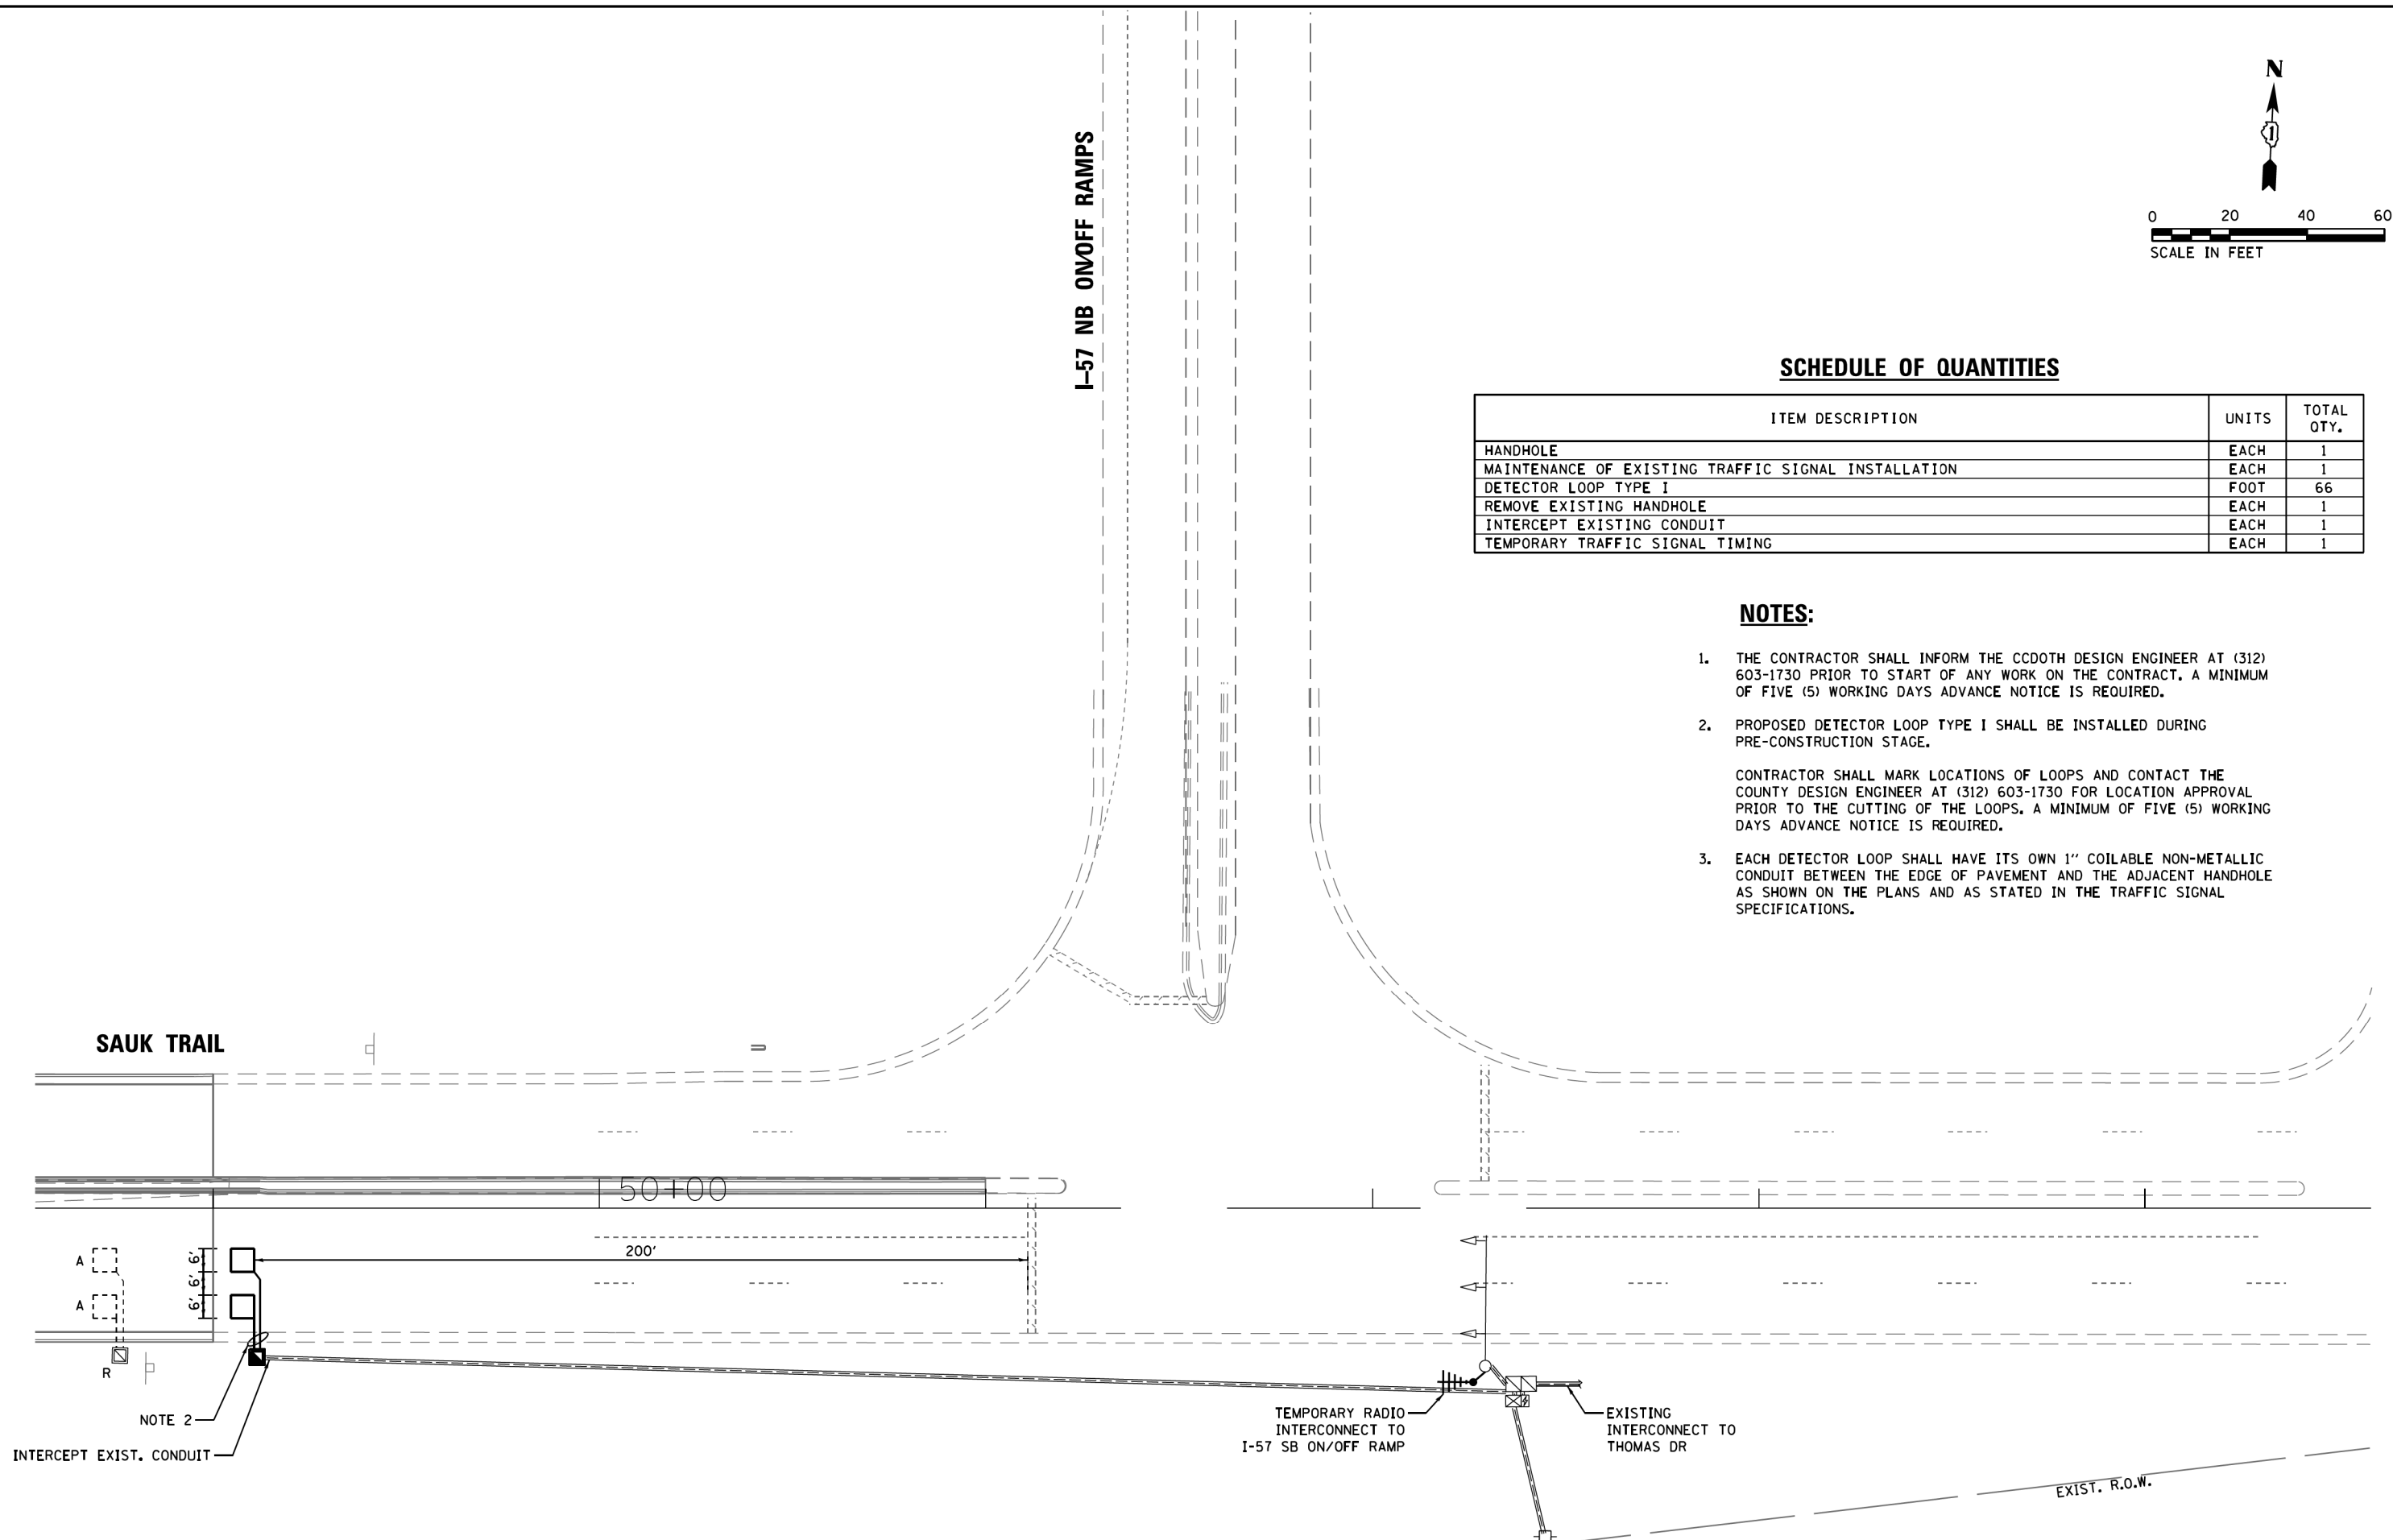 N
1
0 20 40 60
SCALE IN FEET
I-57 NB ON/OFF RAMPS
SCHEDULE OF QUANTITIES
ITEM DESCRIPTION UNITS TOTAL QTY.
HANDHOLE EACH 1
MAINTENANCE OF EXISTING TRAFFIC SIGNAL INSTALLATION EACH 1
DETECTOR LOOP TYPE I FOOT 66
REMOVE EXISTING HANDHOLE EACH 1
INTERCEPT EXISTING CONDUIT EACH 1
TEMPORARY TRAFFIC SIGNAL TIMING EACH 1
NOTES:
1. THE CONTRACTOR SHALL INFORM THE CCDOTH DESIGN ENGINEER AT (312)
603-1730 PRIOR TO START OF ANY WORK ON THE CONTRACT. A MINIMUM
OF FIVE (5) WORKING DAYS ADVANCE NOTICE IS REQUIRED.
2. PROPOSED DETECTOR LOOP TYPE I SHALL BE INSTALLED DURING
PRE-CONSTRUCTION STAGE.
CONTRACTOR SHALL MARK LOCATIONS OF LOOPS AND CONTACT THE
COUNTY DESIGN ENGINEER AT (312) 603-1730 FOR LOCATION APPROVAL
PRIOR TO THE CUTTING OF THE LOOPS. A MINIMUM OF FIVE (5) WORKING
DAYS ADVANCE NOTICE IS REQUIRED.
3. EACH DETECTOR LOOP SHALL HAVE ITS OWN 1'' COILABLE NON-METALLIC
CONDUIT BETWEEN THE EDGE OF PAVEMENT AND THE ADJACENT HANDHOLE
AS SHOWN ON THE PLANS AND AS STATED IN THE TRAFFIC SIGNAL
SPECIFICATIONS.
SAUK TRAIL
50+00
A
A
6' 6' 6'
200'
R
NOTE 2
INTERCEPT EXIST. CONDUIT
TEMPORARY RADIO
INTERCONNECT TO
I-57 SB ON/OFF RAMP
EXISTING
INTERCONNECT TO
THOMAS DR
EXIST. R.O.W.